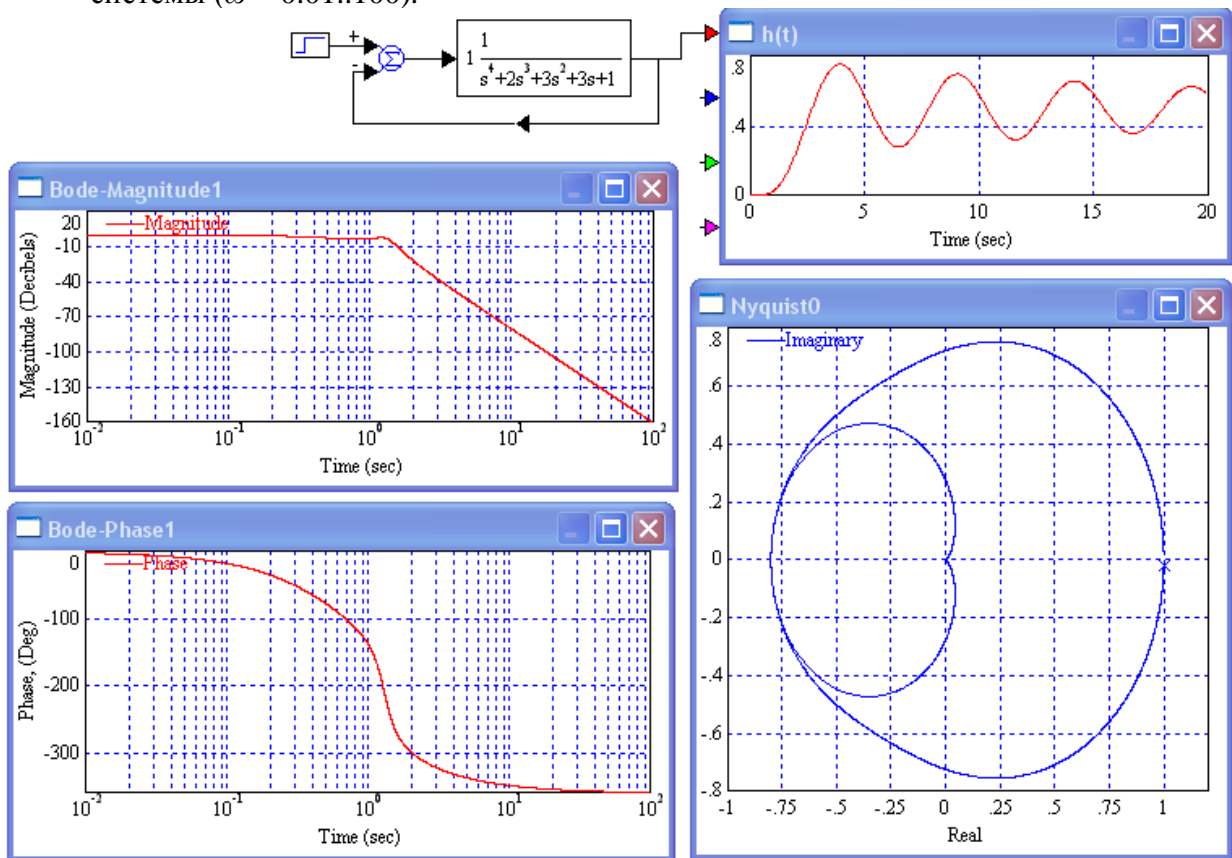 системы (ω = 0.01..100).
+
-
Σ
1
1
s⁴+2s³+3s²+3s+1
h(t)
.8
.4
0
0 5 10 15 20
Time (sec)
Bode-Magnitude1
Magnitude
Magnitude (Decibels)
20
-10
-40
-70
-100
-130
-160
10⁻² 10⁻¹ 10⁰ 10¹ 10²
Time (sec)
Bode-Phase1
Phase
Phase, (Deg)
0
-100
-200
-300
10⁻² 10⁻¹ 10⁰ 10¹ 10²
Time (sec)
Nyquist0
Imaginary
.8
.6
.4
.2
0
-.2
-.4
-.6
-.8
-1 -.75 -.5 -.25 0 .25 .5 .75 1
Real